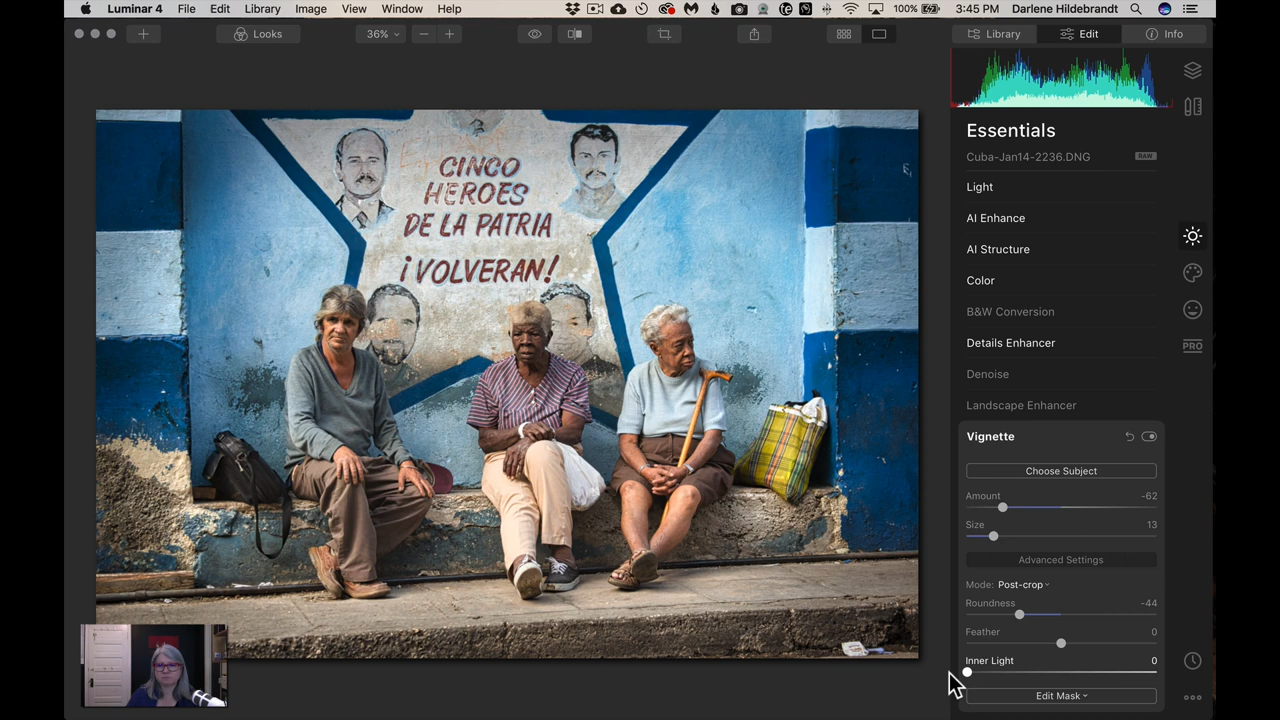 Luminar 4 File Edit Library Image View Window Help 100% 3:45 PM Darlene Hildebrandt
Looks 36% Library Edit Info
Essentials
Cuba-Jan14-2236.DNG RAW
Light
AI Enhance
AI Structure
Color
B&W Conversion
Details Enhancer
Denoise
Landscape Enhancer
Vignette
Choose Subject
Amount -62
Size 13
Advanced Settings
Mode: Post-crop
Roundness -44
Feather 0
Inner Light 0
Edit Mask
PRO
CINCO
HEROES
DE LA PATRIA
¡VOLVERAN!